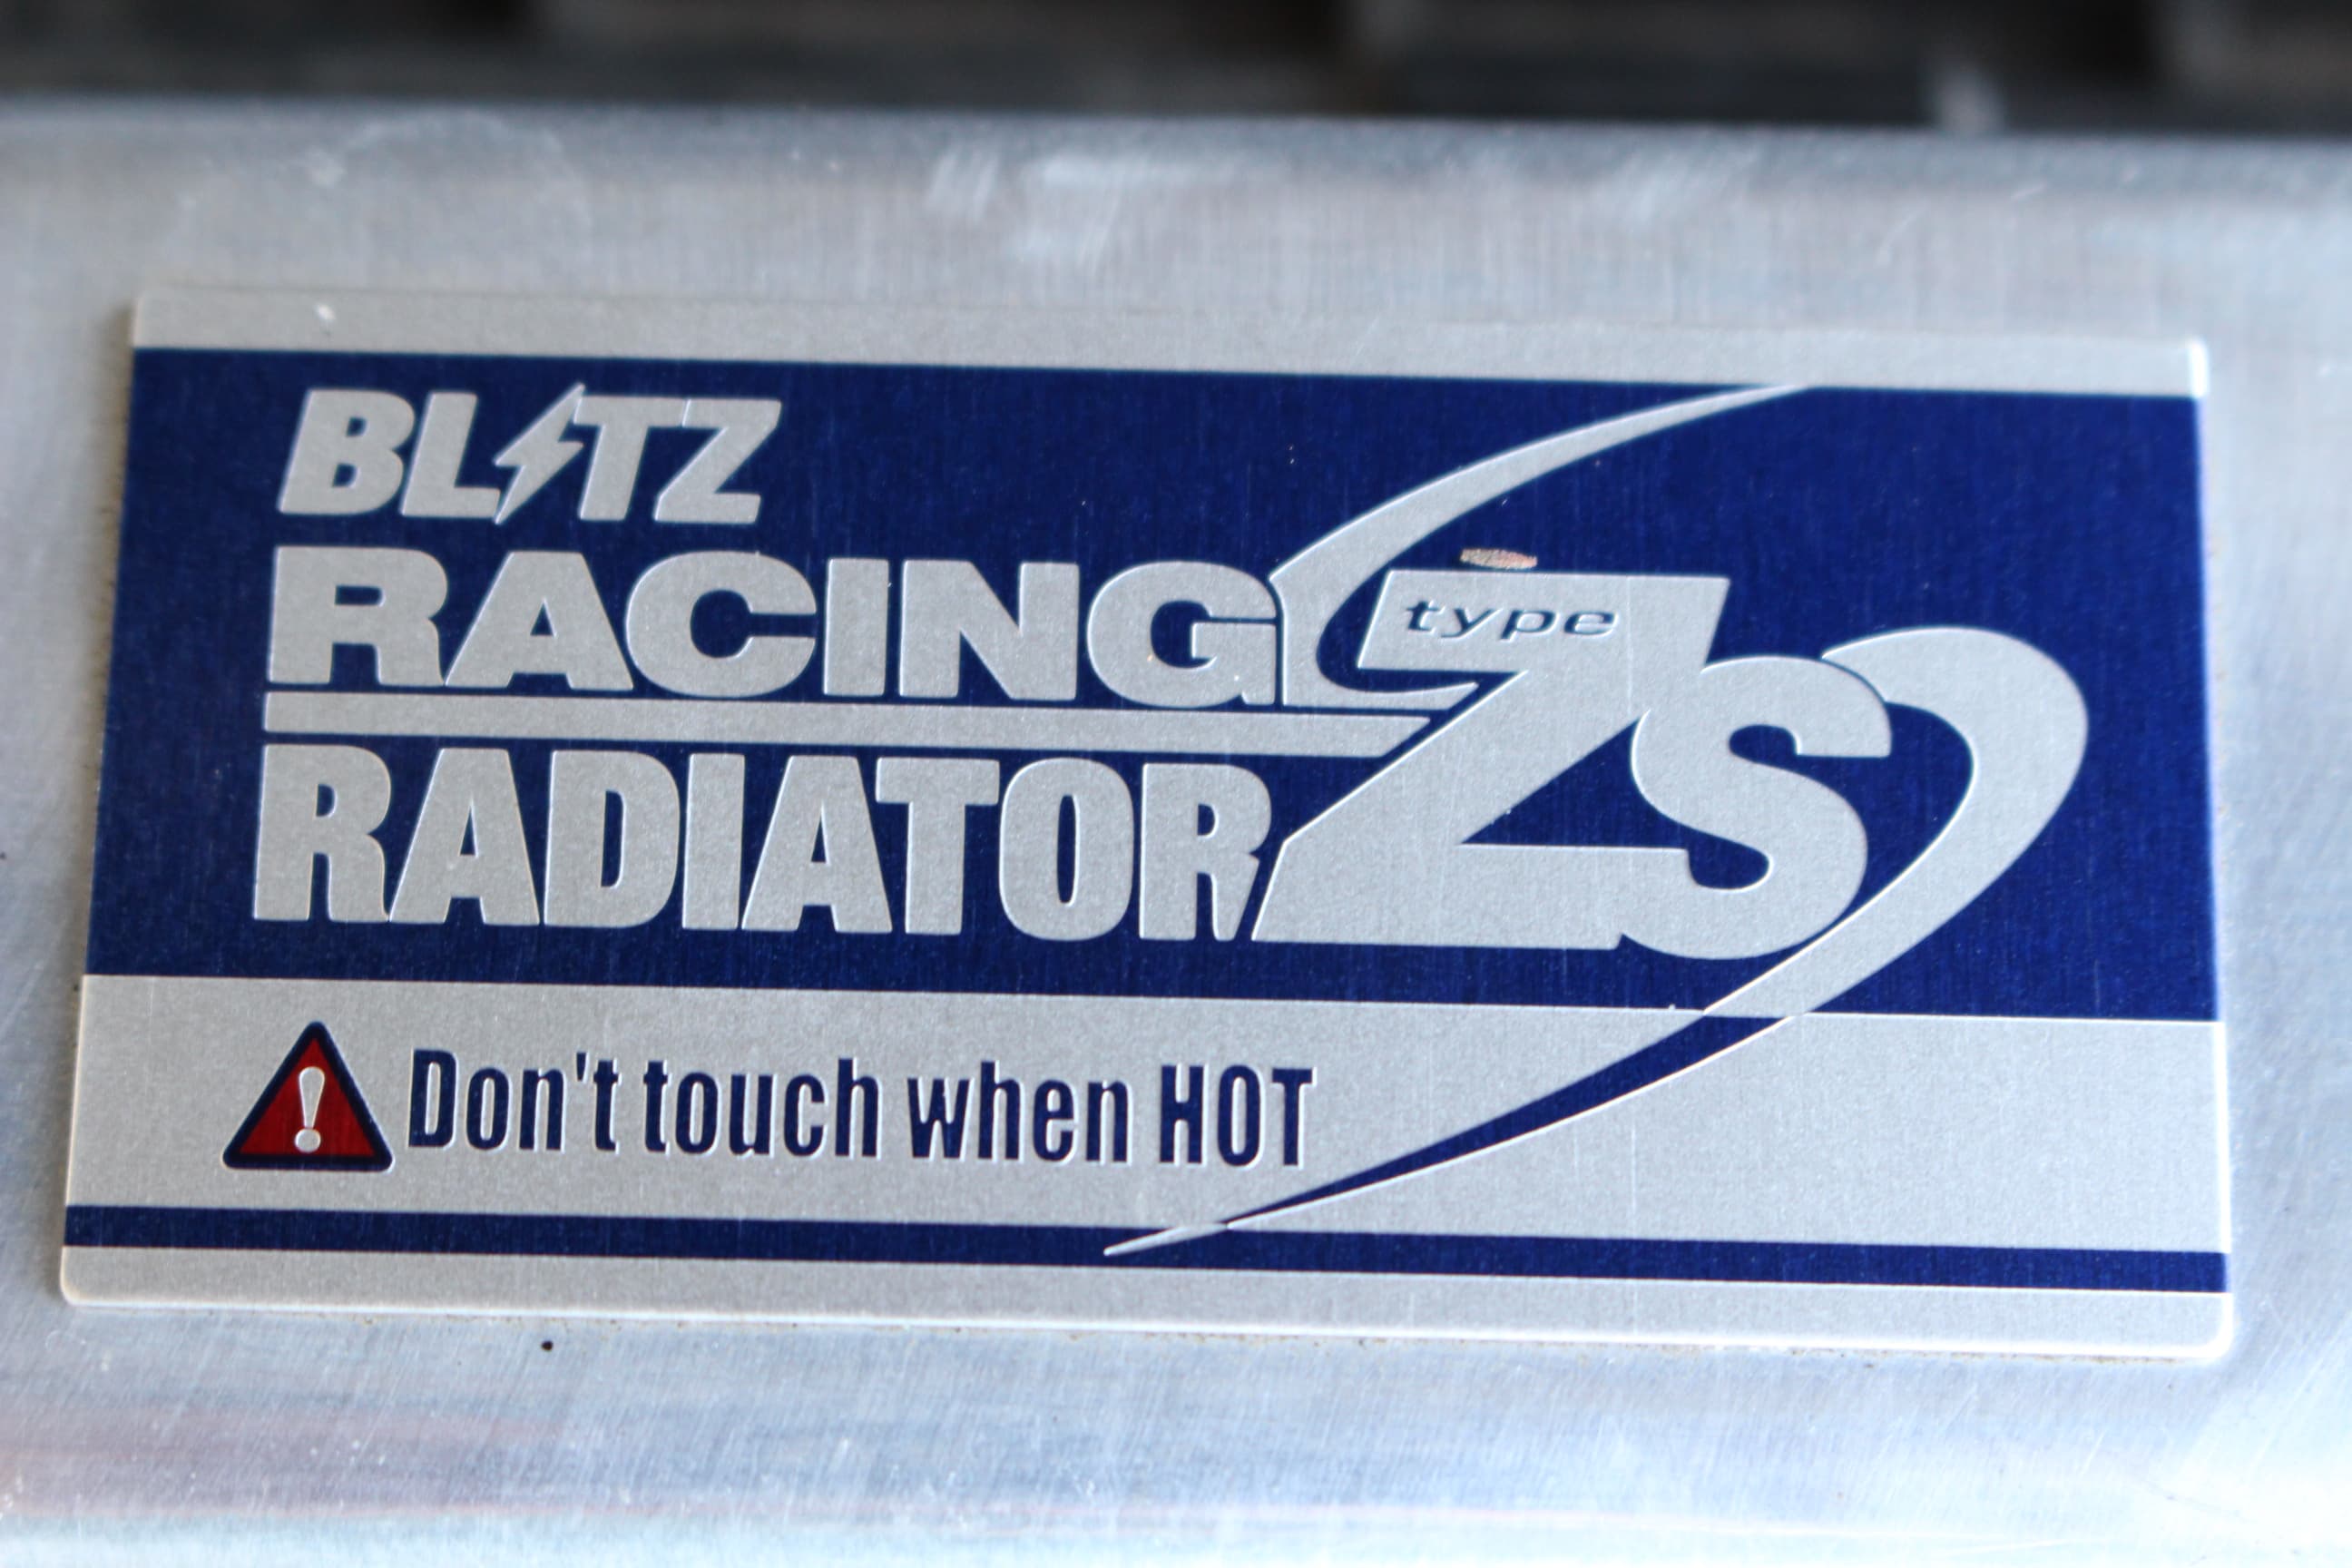 BLITZ
RACING
type
ZS
RADIATOR
Don't touch when HOT